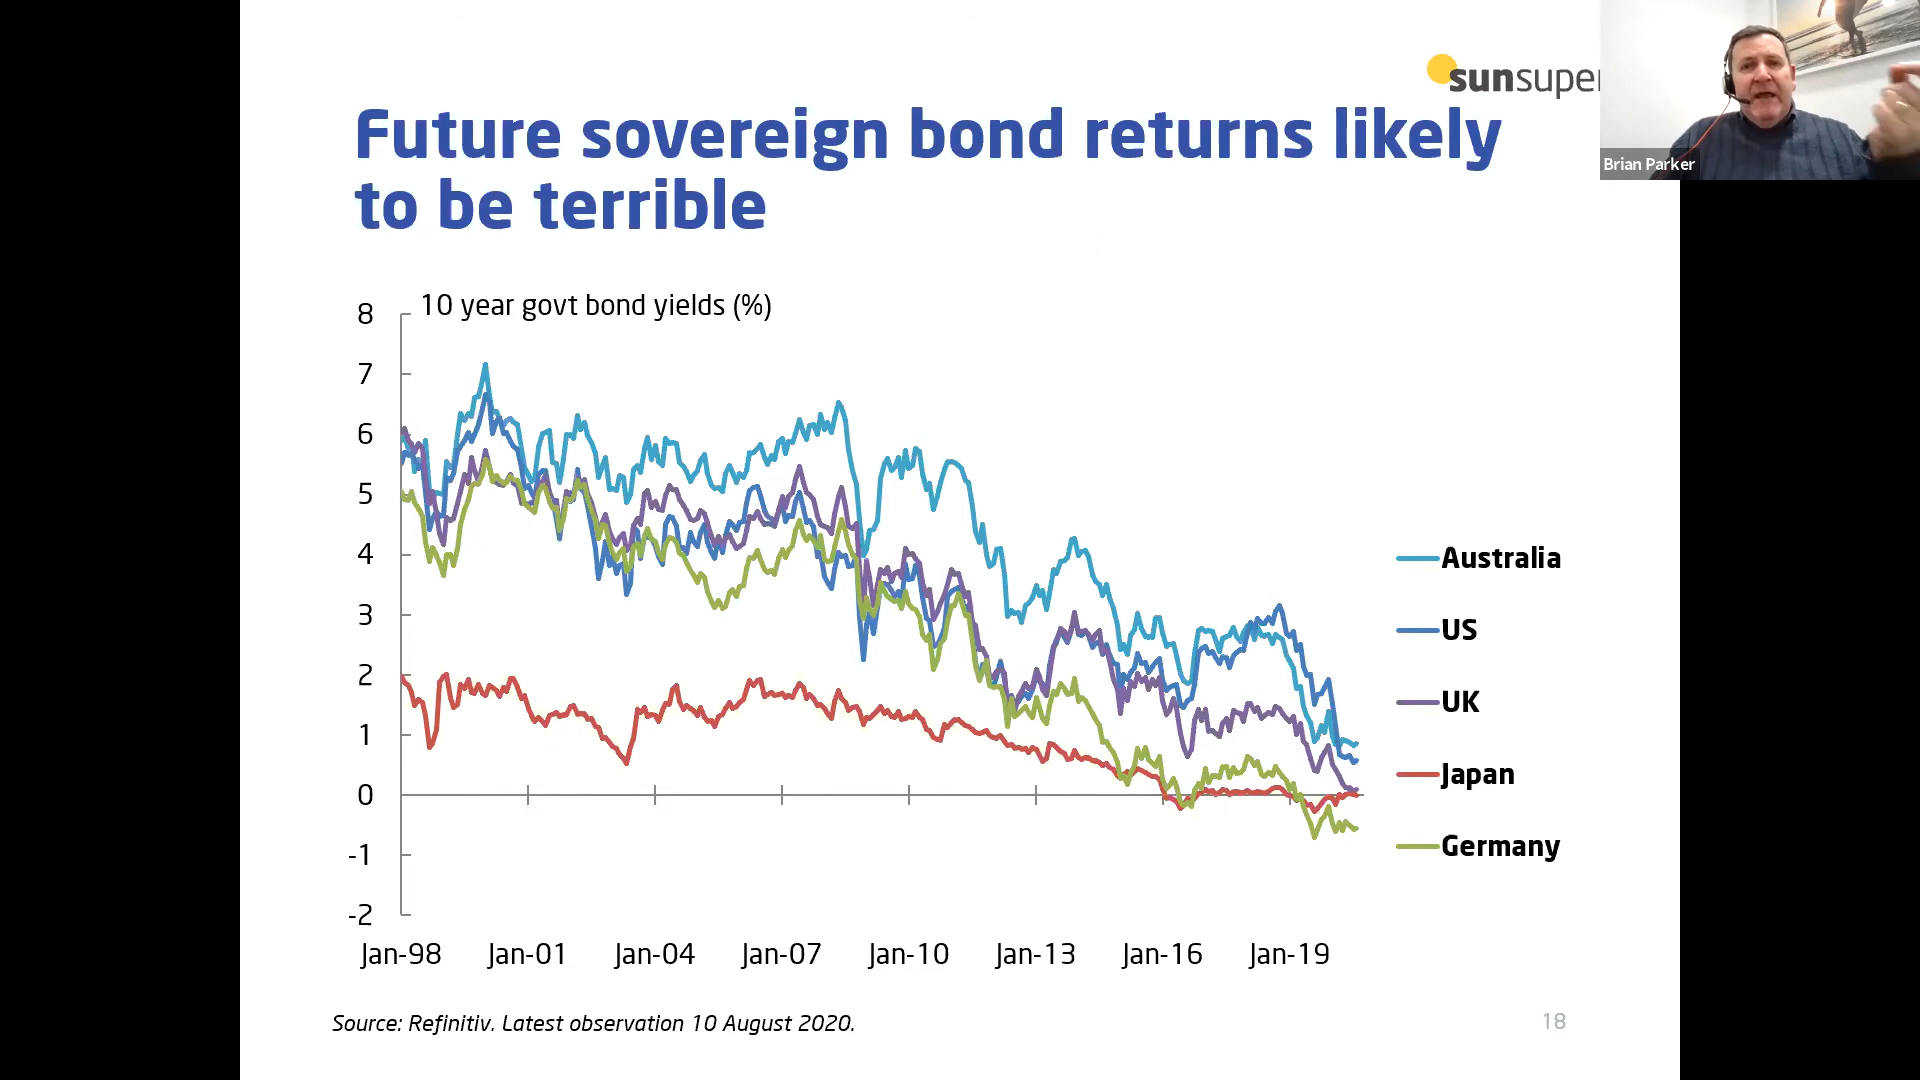 sunsuper
Brian Parker
Future sovereign bond returns likely
to be terrible
10 year govt bond yields (%)
8
7
6
5
4
3
2
1
0
-1
-2
Jan-98 Jan-01 Jan-04 Jan-07 Jan-10 Jan-13 Jan-16 Jan-19
Australia
US
UK
Japan
Germany
Source: Refinitiv. Latest observation 10 August 2020.
18